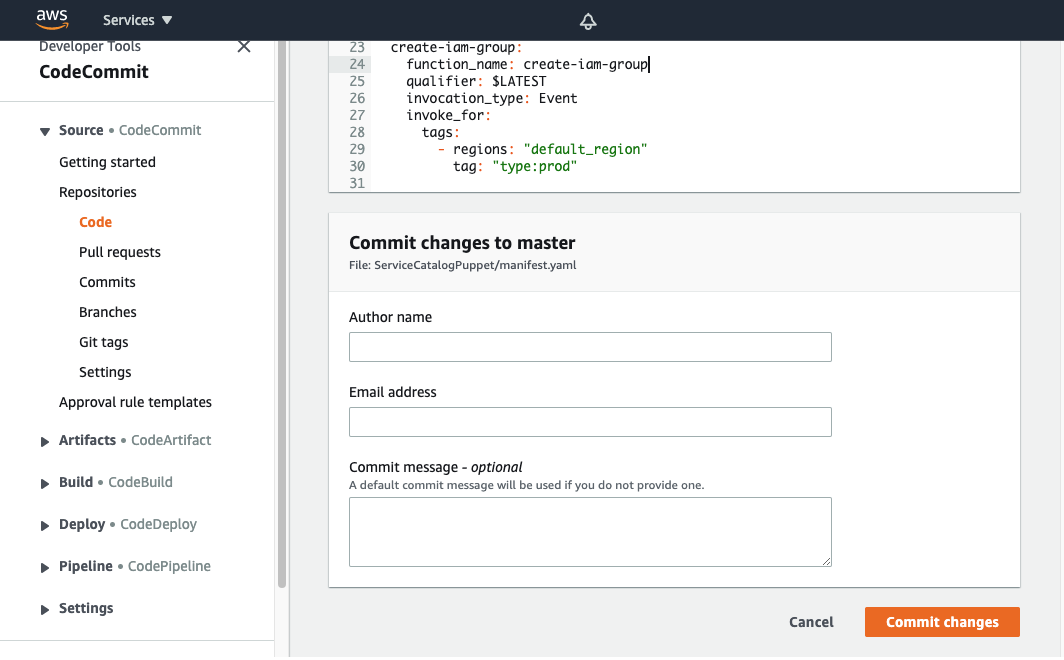 aws
Services ▼
Developer Tools
CodeCommit
Source • CodeCommit
Getting started
Repositories
Code
Pull requests
Commits
Branches
Git tags
Settings
Approval rule templates
Artifacts • CodeArtifact
Build • CodeBuild
Deploy • CodeDeploy
Pipeline • CodePipeline
Settings
23 create-iam-group:
24 function_name: create-iam-group
25 qualifier: $LATEST
26 invocation_type: Event
27 invoke_for:
28 tags:
29 - regions: "default_region"
30 tag: "type:prod"
31
Commit changes to master
File: ServiceCatalogPuppet/manifest.yaml
Author name
Email address
Commit message - optional
A default commit message will be used if you do not provide one.
Cancel
Commit changes